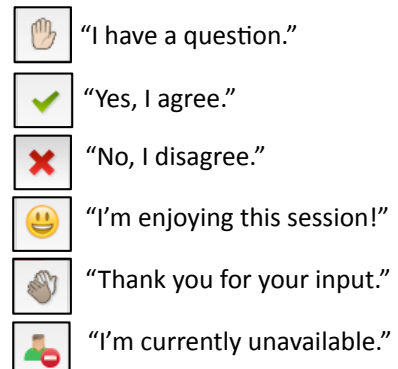 “I have a question.”
“Yes, I agree.”
“No, I disagree.”
“I’m enjoying this session!”
“Thank you for your input.”
“I’m currently unavailable.”